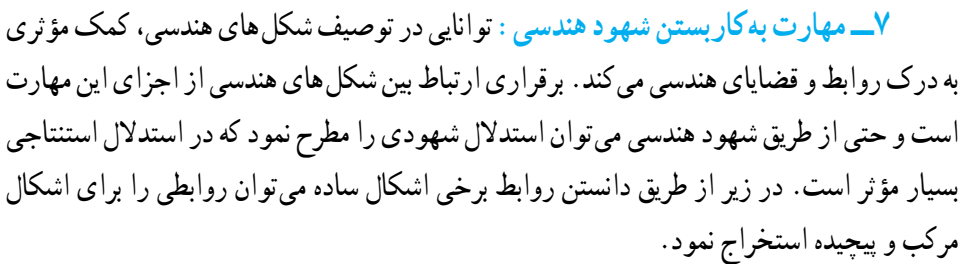 ۷ــ مهارت به‌کار بستن شهود هندسی : توانایی در توصیف شکل‌های هندسی، کمک مؤثری
به درک روابط و قضایای هندسی می‌کند. برقراری ارتباط بین شکل‌های هندسی از اجزای این مهارت
است و حتی از طریق شهود هندسی می‌توان استدلال شهودی را مطرح نمود که در استدلال استنتاجی
بسیار مؤثر است. در زیر از طریق دانستن روابط برخی اشکال ساده می‌توان روابطی را برای اشکال
مرکب و پیچیده استخراج نمود.